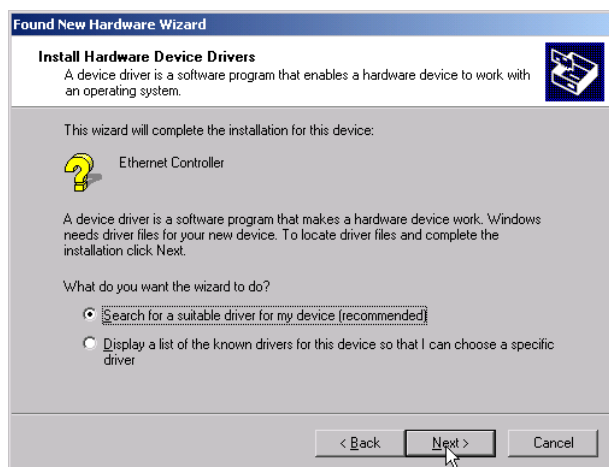 Found New Hardware Wizard
Install Hardware Device Drivers
A device driver is a software program that enables a hardware device to work with
an operating system.
This wizard will complete the installation for this device:
Ethernet Controller
A device driver is a software program that makes a hardware device work. Windows
needs driver files for your new device. To locate driver files and complete the
installation click Next.
What do you want the wizard to do?
Search for a suitable driver for my device (recommended)
Display a list of the known drivers for this device so that I can choose a specific
driver
< Back
Next >
Cancel